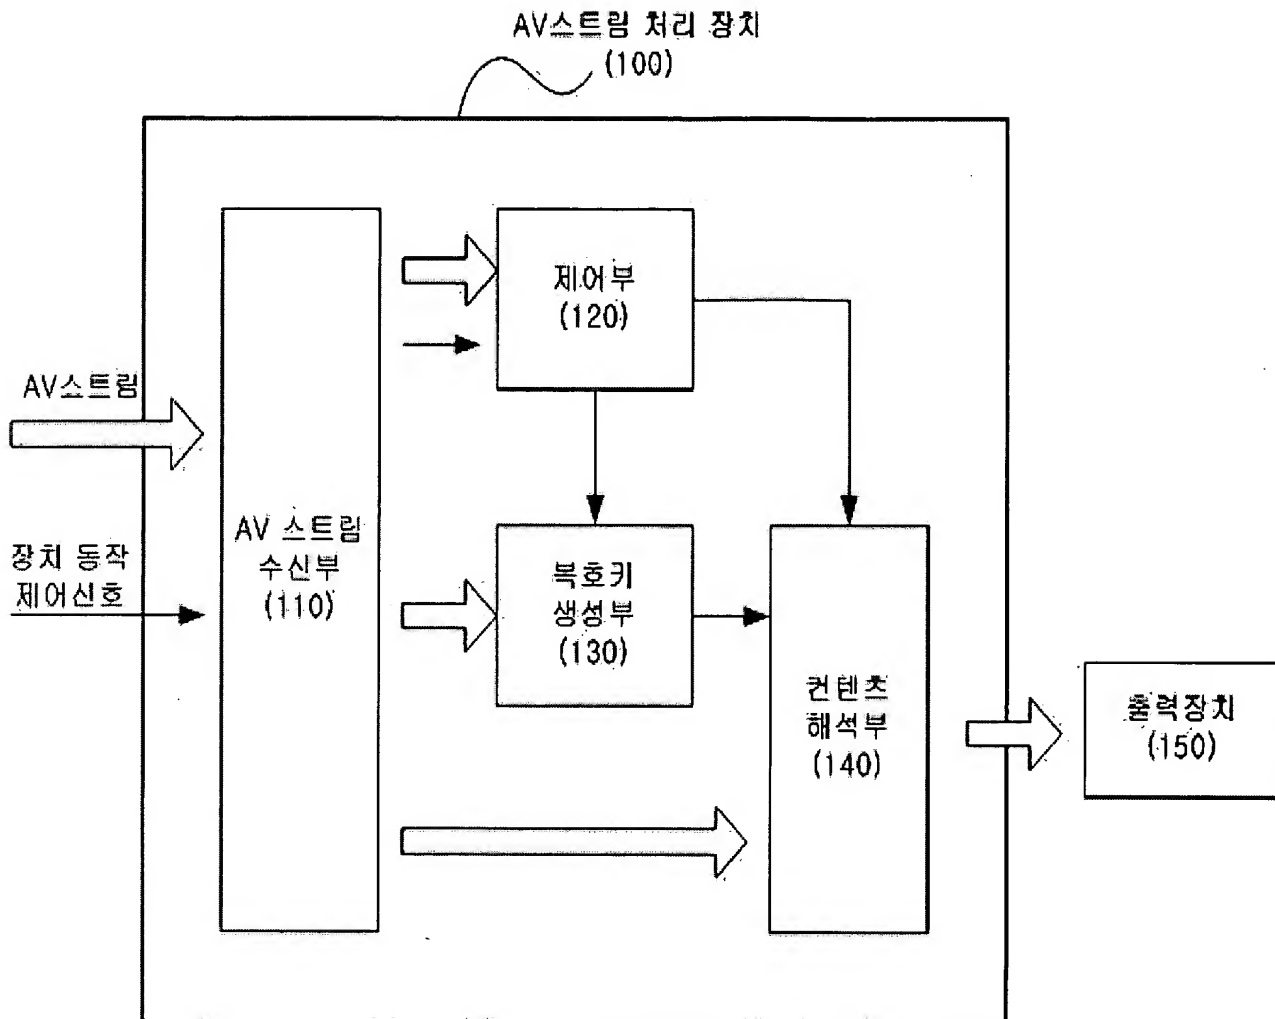 AV스트림 처리 장치
(100)
제어부
(120)
AV스트림
AV 스트림
수신부
(110)
장치 동작
제어신호
복호키
생성부
(130)
컨텐츠
해석부
(140)
출력장치
(150)